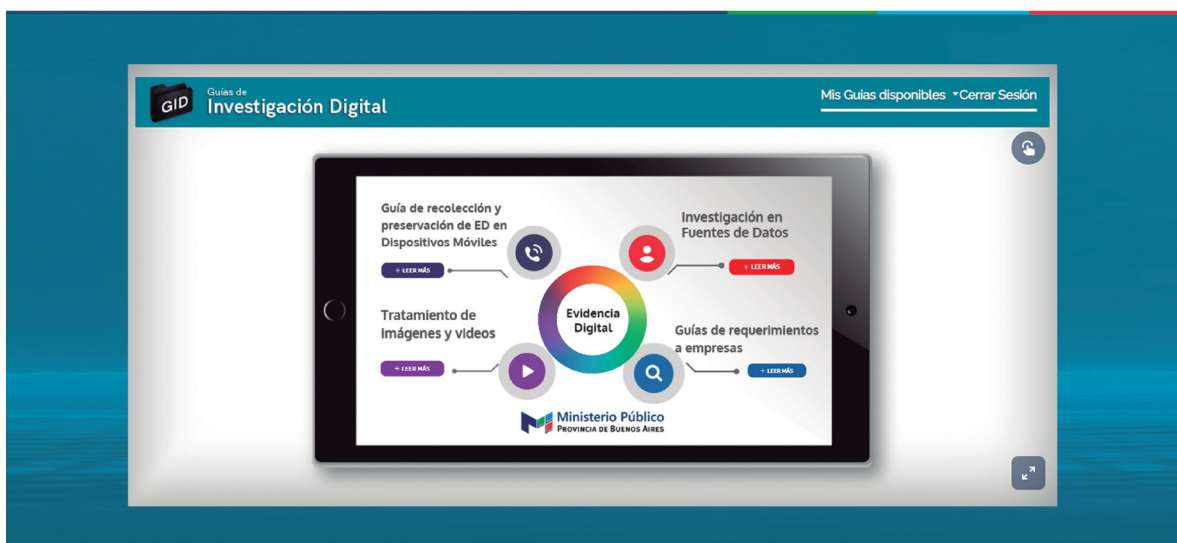 GID
Guías de
Investigación Digital
Mis Guias disponibles
Cerrar Sesión
Guía de recolección y
preservación de ED en
Dispositivos Móviles
+ LEER MÁS
Investigación en
Fuentes de Datos
+ LEER MÁS
Evidencia
Digital
Tratamiento de
imágenes y videos
+ LEER MÁS
Guías de requerimientos
a empresas
+ LEER MÁS
Ministerio Público
PROVINCIA DE BUENOS AIRES